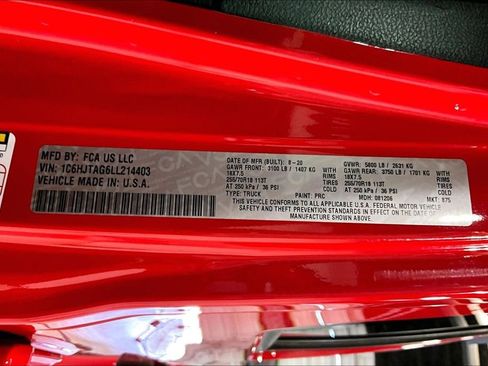 MFD BY: FCA US LLC
VIN: 1C6HJTAG6LL214403
VEHICLE MADE IN: U.S.A.
DATE OF MFR (BUILT): 8-20
GAWR FRONT: 3100 LB / 1407 KG WITH
18X7.5 RIMS
255/70R18 113T TIRES
AT 250 kPa / 36 PSI
TYPE: TRUCK PAINT: PRC
GVWR: 5800 LB / 2631 KG
GAWR REAR: 3750 LB / 1701 KG WITH
18X7.5 RIMS
255/70R18 113T TIRES
AT 250 kPa / 36 PSI
MDH: 081206 MKT: 875
THIS VEHICLE CONFORMS TO ALL APPLICABLE U.S.A. FEDERAL MOTOR VEHICLE
SAFETY AND THEFT PREVENTION STANDARDS IN EFFECT ON THE DATE OF
MANUFACTURE SHOWN ABOVE.